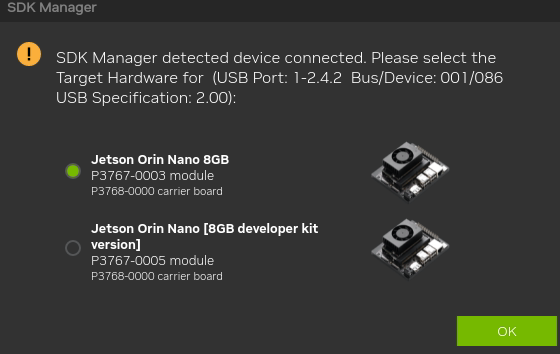 SDK Manager
SDK Manager detected device connected. Please select the
Target Hardware for (USB Port: 1-2.4.2 Bus/Device: 001/086
USB Specification: 2.00):
Jetson Orin Nano 8GB
P3767-0003 module
P3768-0000 carrier board
Jetson Orin Nano [8GB developer kit
version]
P3767-0005 module
P3768-0000 carrier board
OK